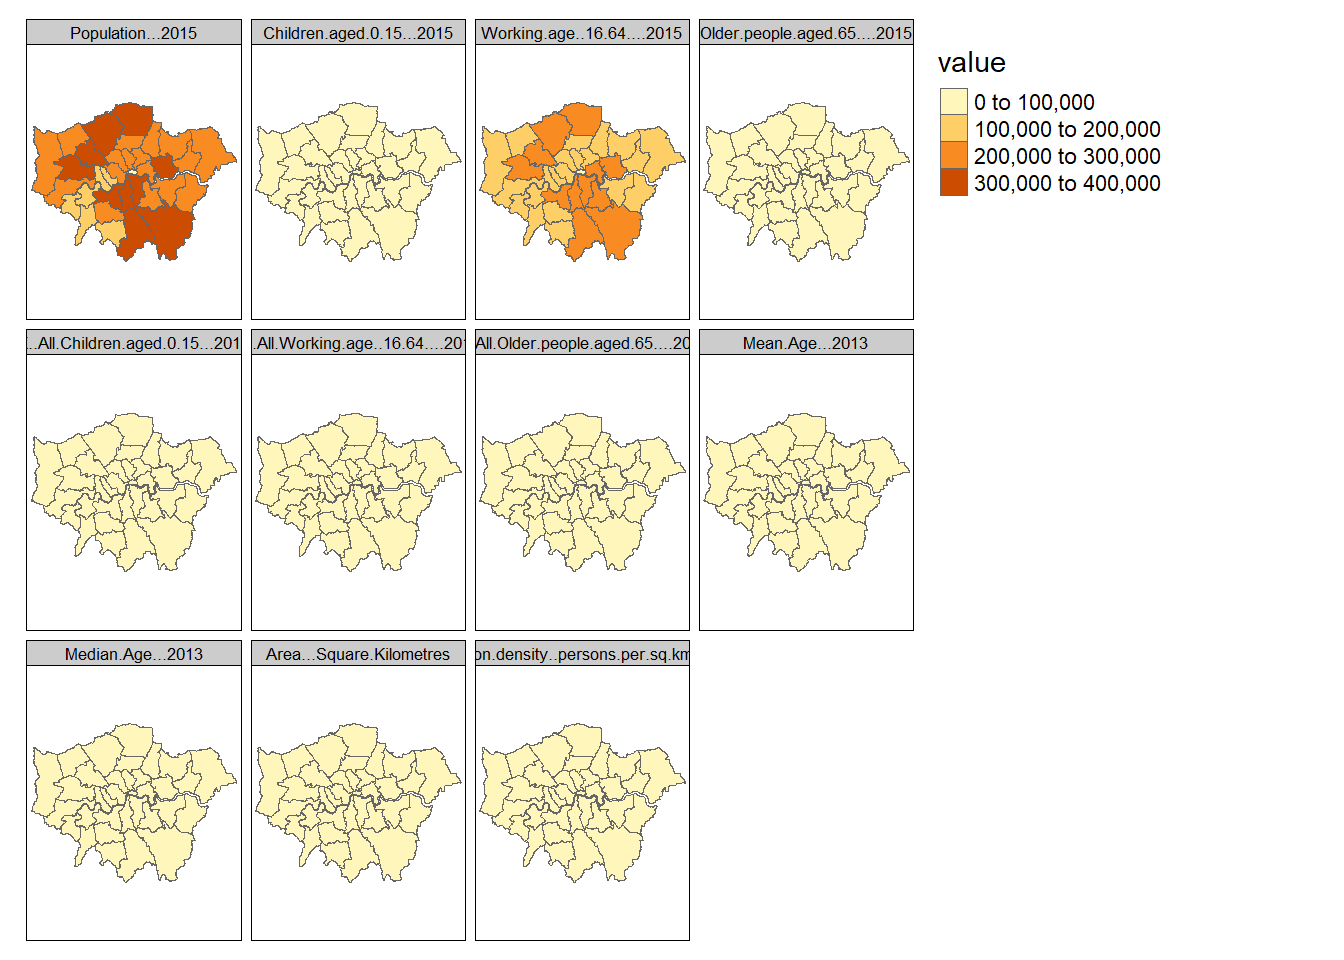 Population...2015
Children.aged.0.15...2015
Working.age..16.64....2015
Older.people.aged.65....2015
value
0 to 100,000
100,000 to 200,000
200,000 to 300,000
300,000 to 400,000
..All.Children.aged.0.15...201
.All.Working.age..16.64....201
All.Older.people.aged.65....20
Mean.Age...2013
Median.Age...2013
Area...Square.Kilometres
on.density..persons.per.sq.km